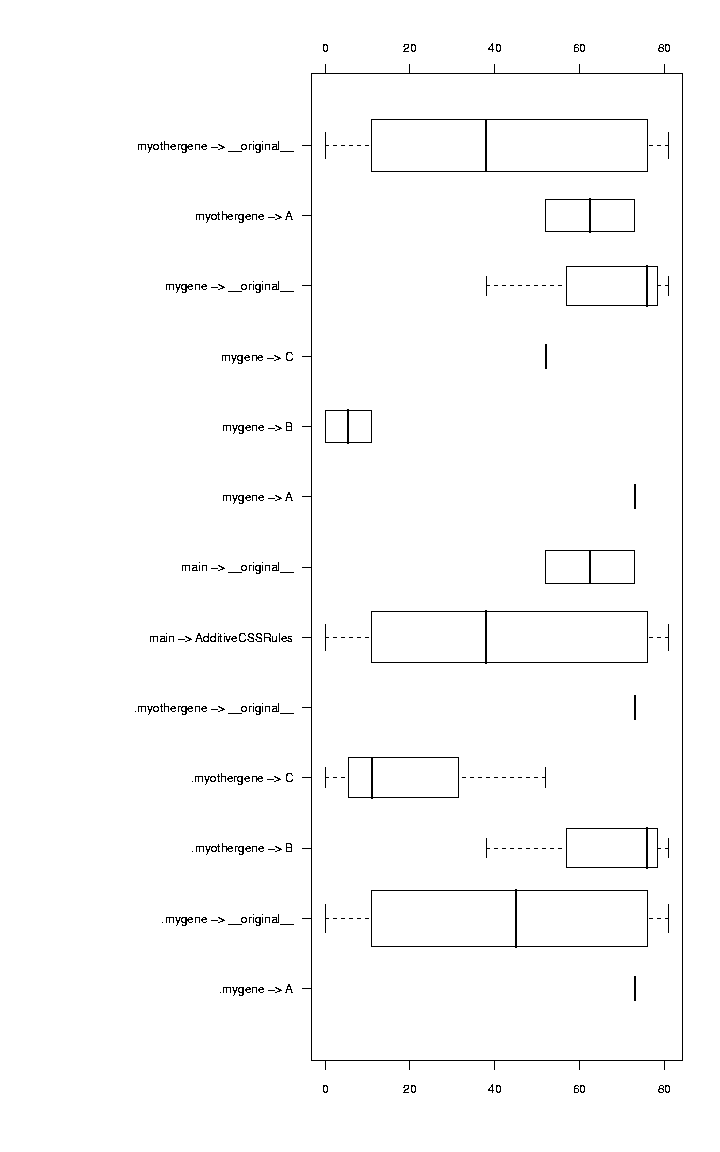 0 20 40 60 80
myothergene -> __original__
myothergene -> A
mygene -> __original__
mygene -> C
mygene -> B
mygene -> A
main -> __original__
main -> AdditiveCSSRules
.myothergene -> __original__
.myothergene -> C
.myothergene -> B
.mygene -> __original__
.mygene -> A
0 20 40 60 80